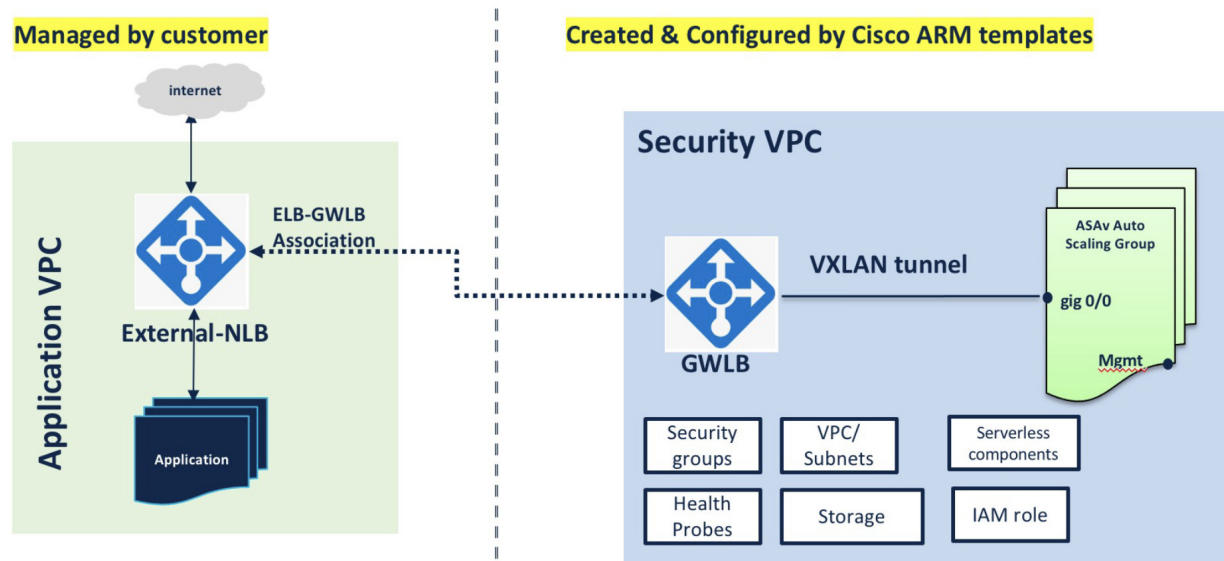 Managed by customer
Created & Configured by Cisco ARM templates
internet
Application VPC
ELB-GWLB
Association
External-NLB
Application
Security VPC
GWLB
VXLAN tunnel
ASAv Auto
Scaling Group
gig 0/0
Mgmt
Security
groups
VPC/
Subnets
Serverless
components
Health
Probes
Storage
IAM role